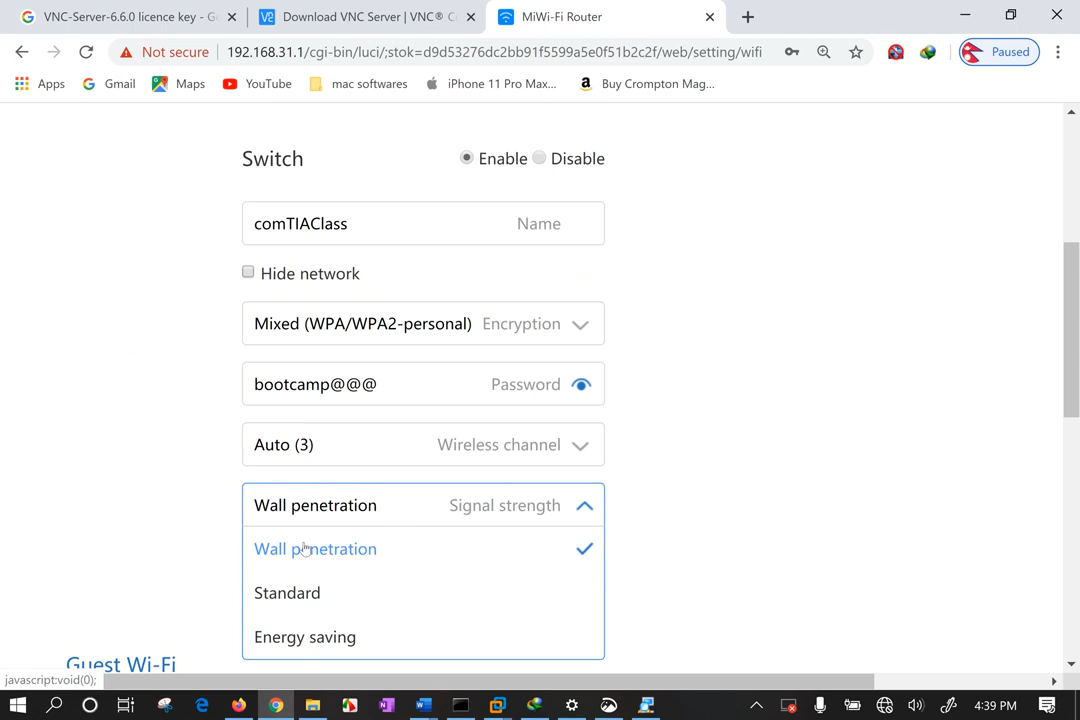 VNC-Server-6.6.0 licence key - G
Download VNC Server | VNC® C
MiWi-Fi Router
Not secure
192.168.31.1/cgi-bin/luci/;stok=d9d53276dc2bb91f5599a5e0f51b2c2f/web/setting/wifi
Paused
Apps
Gmail
Maps
YouTube
mac softwares
iPhone 11 Pro Max...
Buy Crompton Mag...
Switch
Enable
Disable
comTIAClass
Name
Hide network
Mixed (WPA/WPA2-personal)
Encryption
bootcamp@@@
Password
Auto (3)
Wireless channel
Wall penetration
Signal strength
Wall penetration
Standard
Energy saving
Guest Wi-Fi
javascript:void(0);
4:39 PM